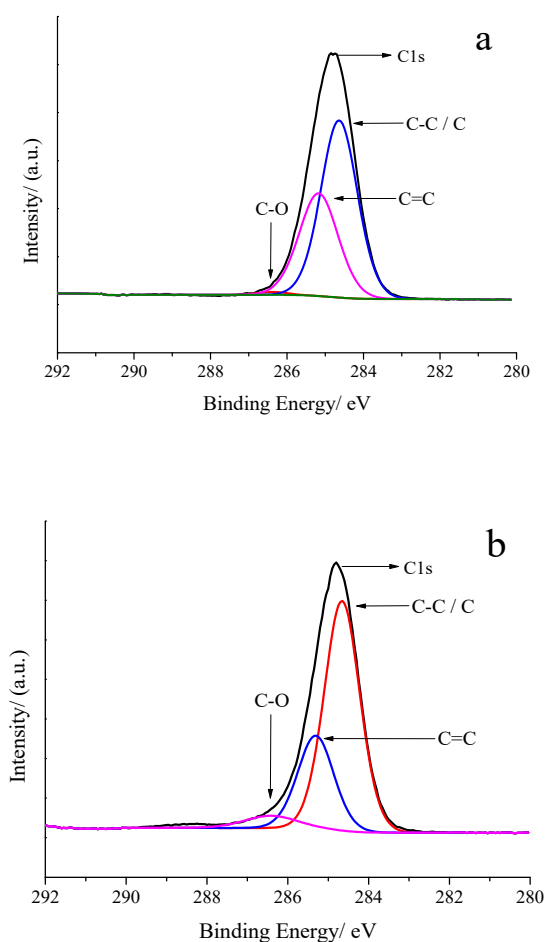 a
C1s
C-C / C
C=C
C-O
Intensity/ (a.u.)
292 290 288 286 284 282 280
Binding Energy/ eV
b
C1s
C-C / C
C-O
C=C
Intensity/ (a.u.)
292 290 288 286 284 282 280
Binding Energy/ eV